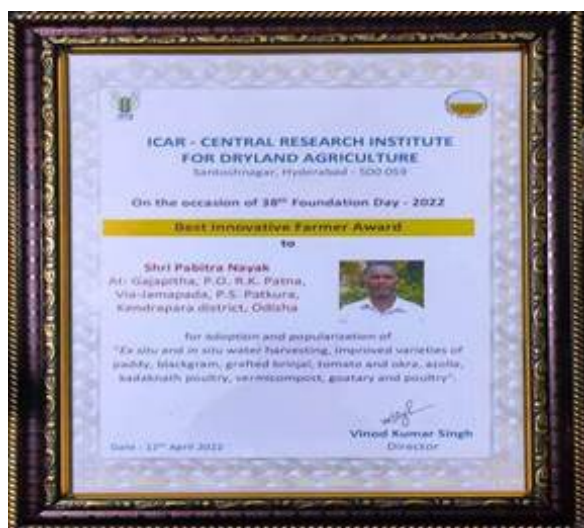 ICAR - CENTRAL RESEARCH INSTITUTE
FOR DRYLAND AGRICULTURE
Santoshnagar, Hyderabad - 500 059
On the occasion of 38th Foundation Day - 2022
Best Innovative Farmer Award
to
Shri Pabitra Nayak
At: Gajapitha, P.O. R.K. Patna,
Via-Jamapada, P.S. Patkura,
Kendrapara district, Odisha
for adoption and popularization of
"Ex situ and in situ water harvesting, improved varieties of
paddy, blackgram, grafted brinjal, tomato and okra, azolla,
kadaknath poultry, vermicompost, goatary and poultry".
Vinod Kumar Singh
Director
Date : 12th April 2022